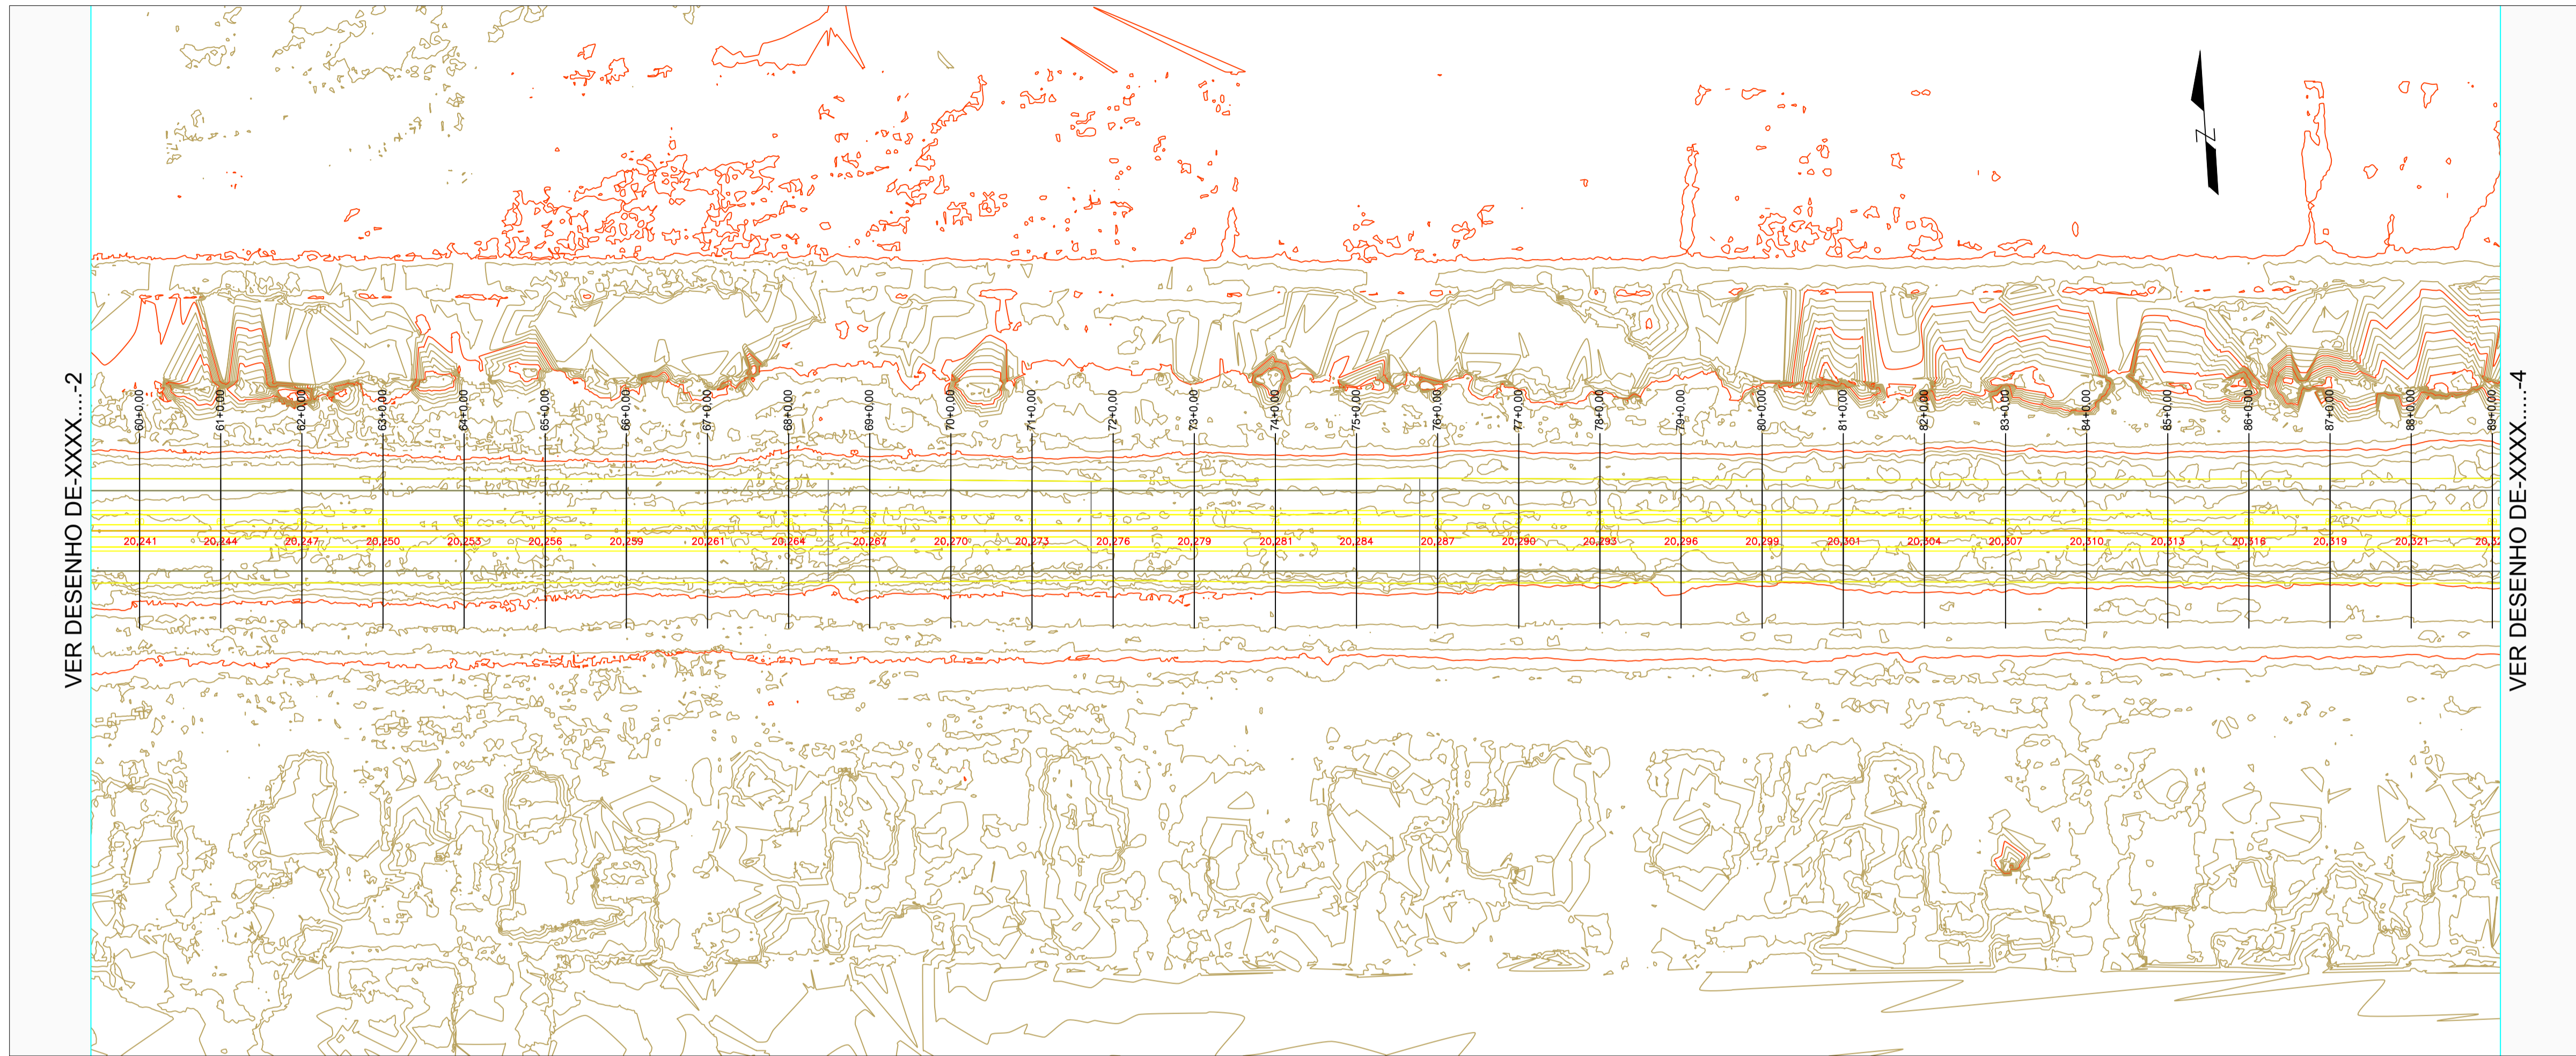 VER DESENHO DE-XXXX....-2
60+0,00 61+0,00 62+0,00 63+0,00 64+0,00 65+0,00 66+0,00 67+0,00 68+0,00 69+0,00 70+0,00 71+0,00 72+0,00 73+0,00 74+0,00 75+0,00 76+0,00 77+0,00 78+0,00 79+0,00 80+0,00 81+0,00 82+0,00 83+0,00 84+0,00 85+0,00 86+0,00 87+0,00 88+0,00 89+0,00
20,241 20,244 20,247 20,250 20,253 20,256 20,259 20,261 20,264 20,267 20,270 20,273 20,276 20,279 20,281 20,284 20,287 20,290 20,293 20,296 20,299 20,301 20,304 20,307 20,310 20,313 20,316 20,319 20,321
N
VER DESENHO DE-XXXX....-4